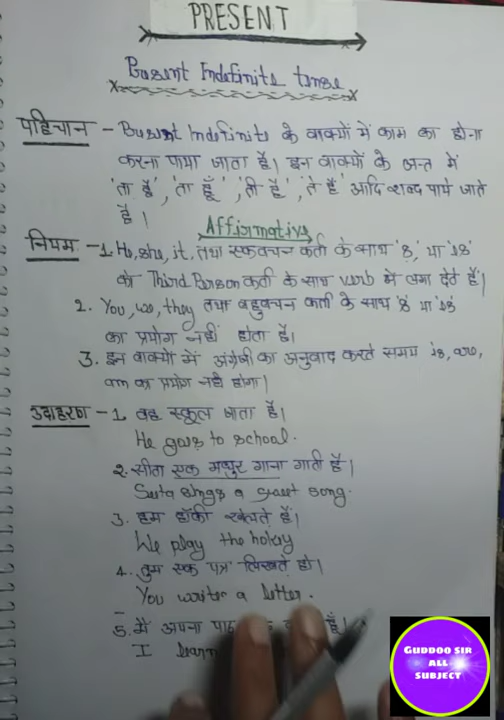 PRESENT
Present Indefinite tense
पहिचान - Present Indefinite के वाक्यों में काम का होना
करना पाया जाता है। इन वाक्यों के अन्त में
'ता है', 'ता हूँ', 'ती है', 'ते हैं' आदि शब्द पाये जाते
है।
Affirmative
नियम - 1. He, she, it, तथा एकवचन कर्ता के साथ 's', या 'es'
को Third Person कर्ता के साथ verb में लगा देते हैं।
2. You, we, they तथा बहुवचन कर्ता के साथ 's' या 'es'
का प्रयोग नहीं होता है।
3. इन वाक्यों में अंग्रेजी का अनुवाद करते समय is, are,
am का प्रयोग नही होगा।
उदाहरण - 1. वह स्कूल जाता है।
He goes to school.
2. सीता एक मधुर गाना गाती है।
Seeta sings a sweet song.
3. हम हॉकी खेलते हैं।
We play the hokey
4. तुम एक पत्र लिखते हो।
You writer a letter.
5. मैं अपना हूँ।
I learn
GUDDOO SIR
ALL
SUBJECT